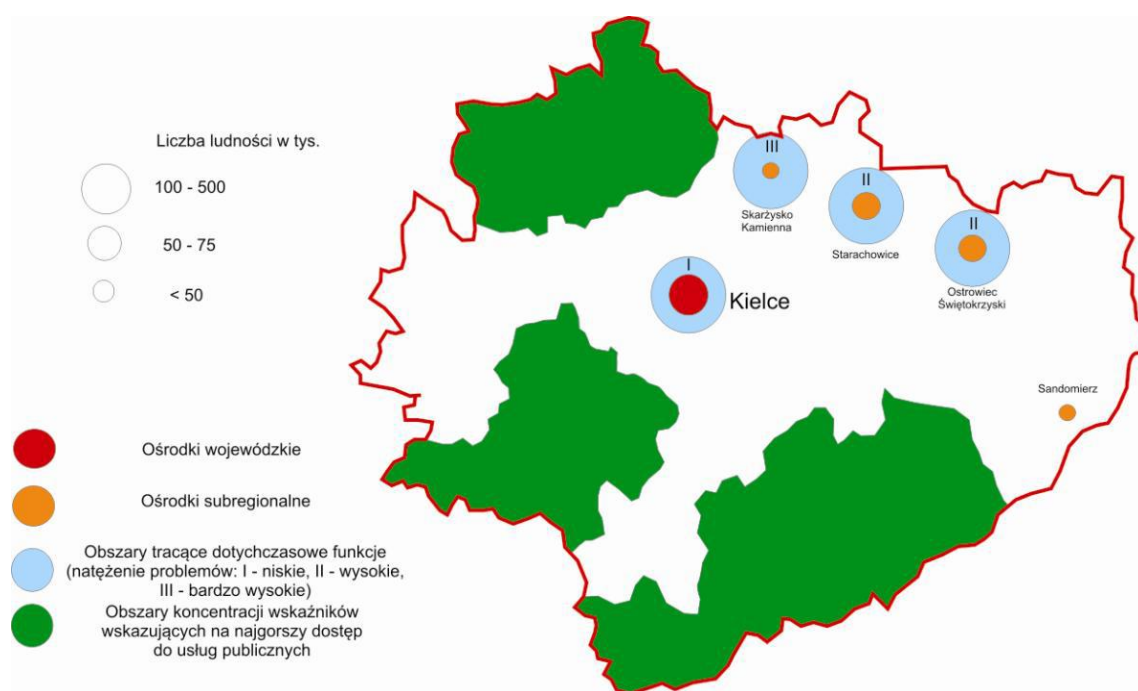 Liczba ludności w tys.
100 - 500
50 - 75
< 50
III
Skarżysko
Kamienna
II
Starachowice
II
Ostrowiec
Świętokrzyski
I
Kielce
Sandomierz
Ośrodki wojewódzkie
Ośrodki subregionalne
Obszary tracące dotychczasowe funkcje
(natężenie problemów: I - niskie, II - wysokie,
III - bardzo wysokie)
Obszary koncentracji wskaźników
wskazujących na najgorszy dostęp
do usług publicznych